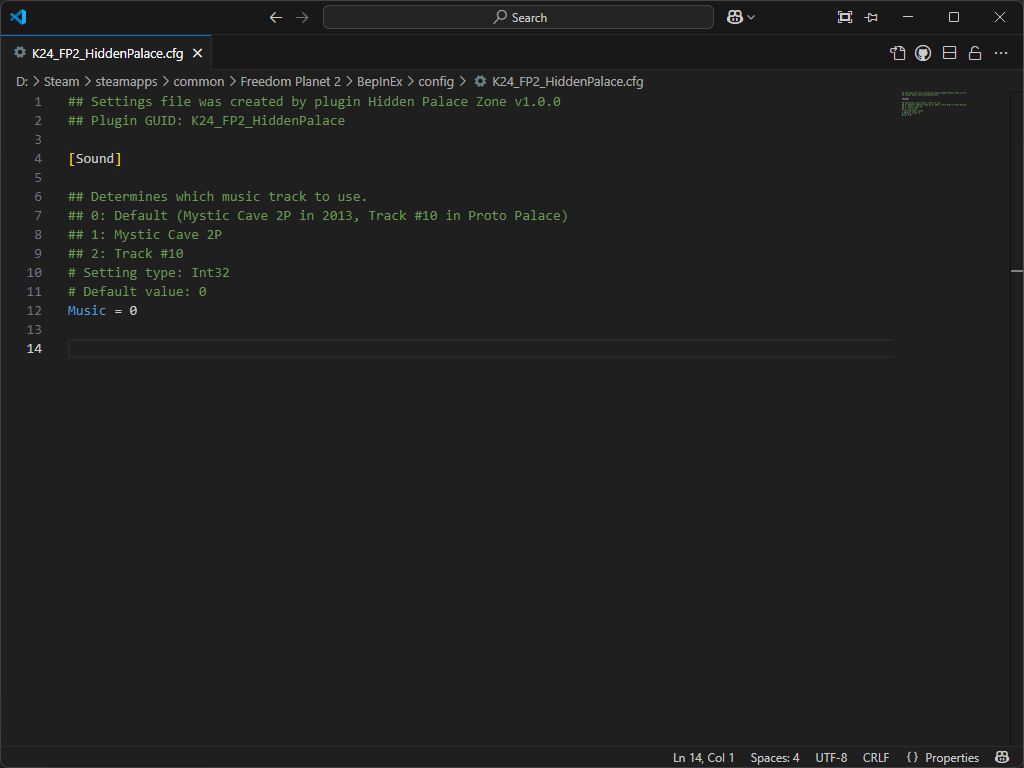 Search
K24_FP2_HiddenPalace.cfg
D: > Steam > steamapps > common > Freedom Planet 2 > BepInEx > config > K24_FP2_HiddenPalace.cfg
1 ## Settings file was created by plugin Hidden Palace Zone v1.0.0
2 ## Plugin GUID: K24_FP2_HiddenPalace
3
4 [Sound]
5
6 ## Determines which music track to use.
7 ## 0: Default (Mystic Cave 2P in 2013, Track #10 in Proto Palace)
8 ## 1: Mystic Cave 2P
9 ## 2: Track #10
10 # Setting type: Int32
11 # Default value: 0
12 Music = 0
13
14
Ln 14, Col 1 Spaces: 4 UTF-8 CRLF {} Properties